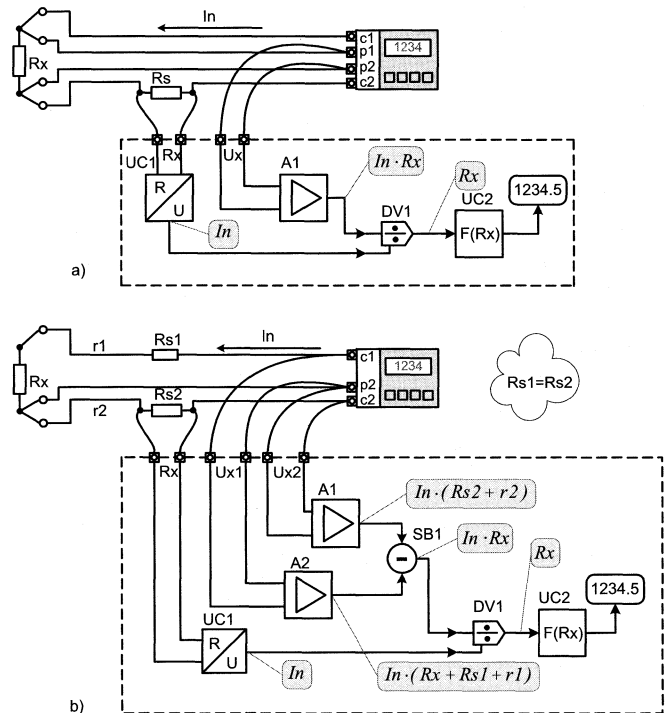 In
c1
p1
1234
p2
c2
Rx
Rs
UC1
Rx
Ux
A1
In · Rx
R
U
Rx
UC2
1234.5
DV1
÷
F(Rx)
In
a)
r1
Rs1
In
c1
1234
Rs1=Rs2
Rx
p2
Rs2
c2
r2
Rx
Ux1
Ux2
A1
In · (Rs2 + r2)
SB1
-
In · Rx
A2
Rx
UC1
DV1
UC2
1234.5
R
U
÷
F(Rx)
In
In · (Rx + Rs1 + r1)
b)